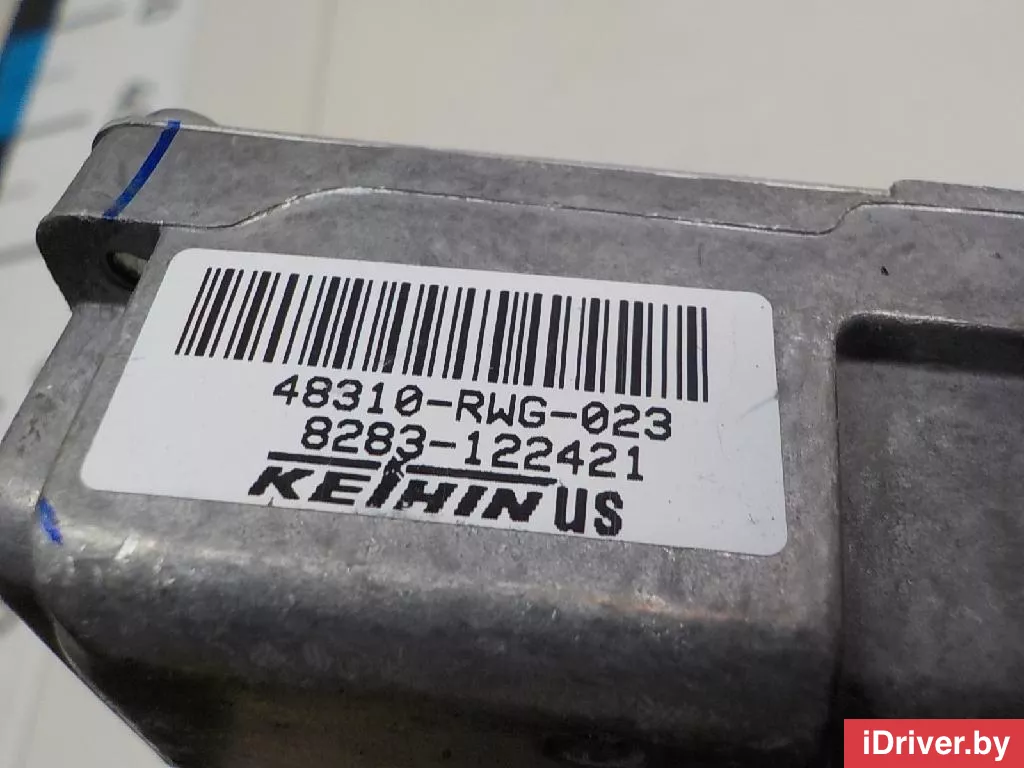 48310-RWG-023
8283-122421
KEIHIN US
iDriver.by